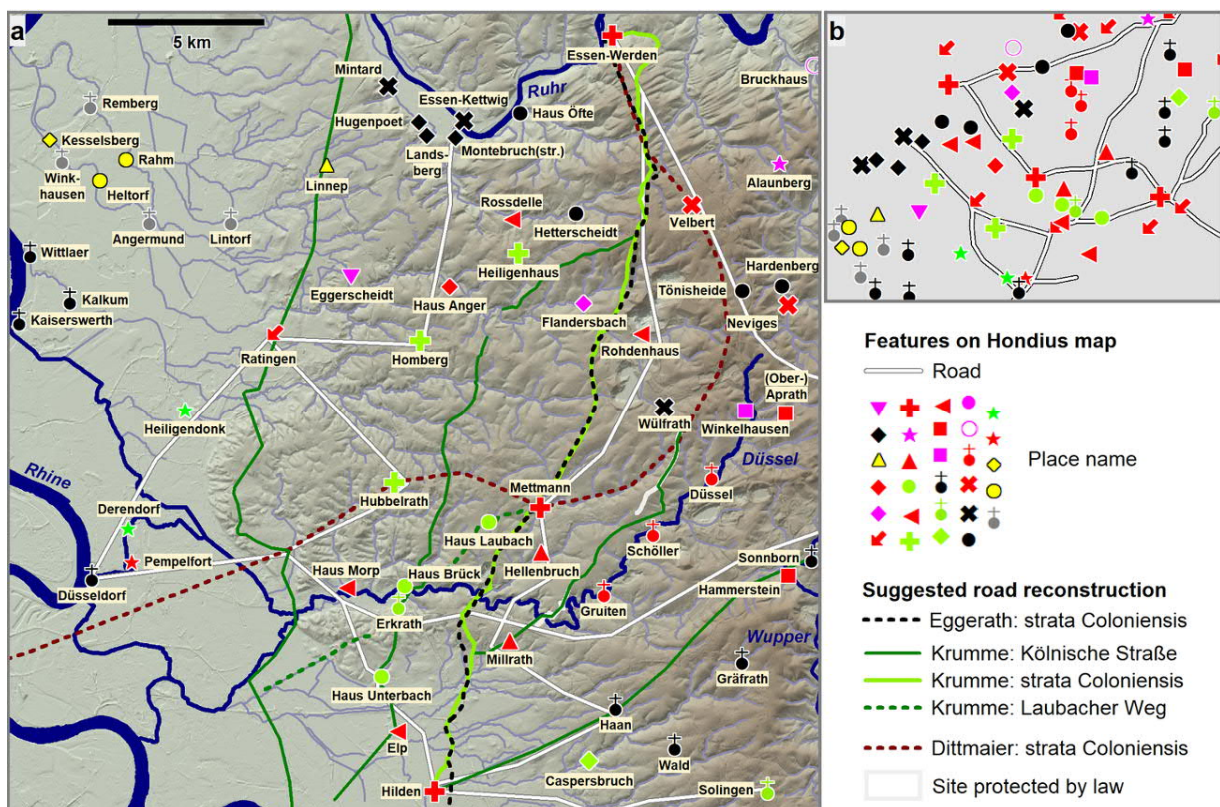 a
5 km
Essen-Werden
b
Mintard
Ruhr
Bruckhaus
Remberg
Essen-Kettwig
Hugenpoet
Haus Öfte
Kesselsberg
Lands-
berg
Montebruch(str.)
Rahm
Wink-
hausen
Heltorf
Linnep
Alaunberg
Rossdelle
Velbert
Angermund
Lintorf
Hetterscheidt
Wittlaer
Heiligenhaus
Hardenberg
Eggerscheidt
Haus Anger
Tönisheide
Kalkum
Flandersbach
Neviges
Kaiserswerth
Ratingen
Homberg
Rohdenhaus
(Ober-)
Aprath
Heiligendonk
Wülfrath
Winkelhausen
Rhine
Düssel
Hubbelrath
Mettmann
Düssel
Derendorf
Haus Laubach
Schöller
Pempelfort
Hellenbruch
Sonnborn
Haus Morp
Haus Brück
Düsseldorf
Hammerstein
Erkrath
Gruiten
Millrath
Wupper
Gräfrath
Haus Unterbach
Haan
Elp
Wald
Caspersbruch
Hilden
Solingen
Features on Hondius map
Road
Place name
Suggested road reconstruction
Eggerath: strata Coloniensis
Krumme: Kölnische Straße
Krumme: strata Coloniensis
Krumme: Laubacher Weg
Dittmaier: strata Coloniensis
Site protected by law